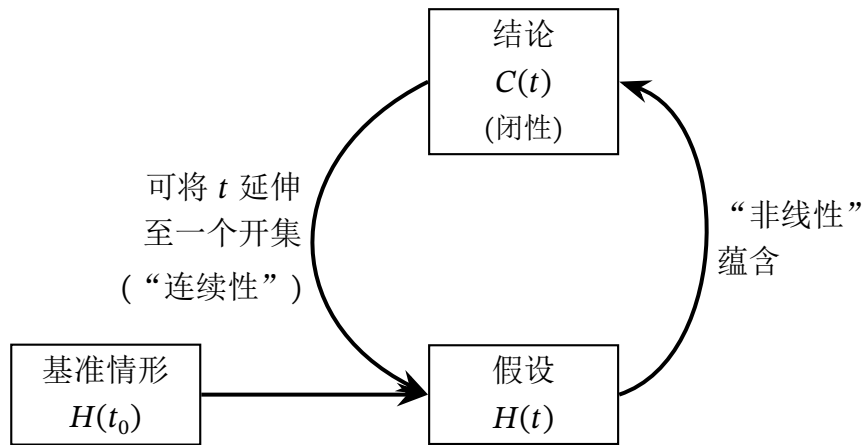 结论
C(t)
(闭性)
可将 t 延伸
至一个开集
(“连续性”)
“非线性”
蕴含
基准情形
H(t₀)
假设
H(t)